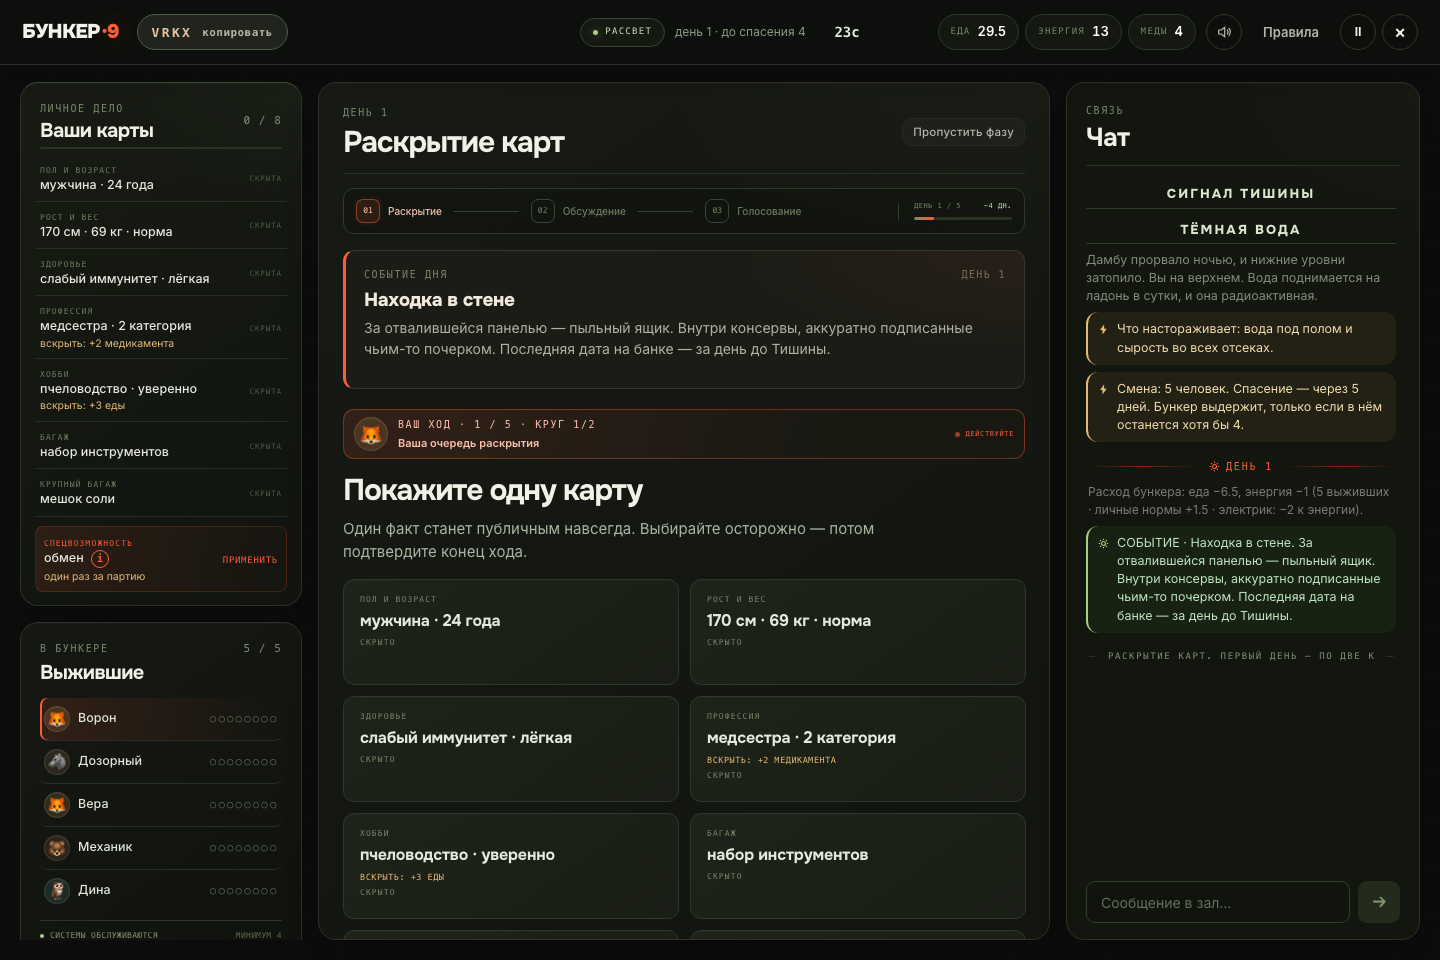 БУНКЕР·9
VRKX копировать
РАССВЕТ
день 1 · до спасения 4
23с
ЕДА 29.5
ЭНЕРГИЯ 13
МЕДЫ 4
Правила
ЛИЧНОЕ ДЕЛО
Ваши карты
0 / 8
ПОЛ И ВОЗРАСТ
мужчина · 24 года
СКРЫТА
РОСТ И ВЕС
170 см · 69 кг · норма
СКРЫТА
ЗДОРОВЬЕ
слабый иммунитет · лёгкая
СКРЫТА
ПРОФЕССИЯ
медсестра · 2 категория
вскрыть: +2 медикамента
СКРЫТА
ХОББИ
пчеловодство · уверенно
вскрыть: +3 еды
СКРЫТА
БАГАЖ
набор инструментов
СКРЫТА
КРУПНЫЙ БАГАЖ
мешок соли
СКРЫТА
СПЕЦВОЗМОЖНОСТЬ
обмен i
один раз за партию
ПРИМЕНИТЬ
В БУНКЕРЕ
5 / 5
Выжившие
Ворон
Дозорный
Вера
Механик
Дина
СИСТЕМЫ ОБСЛУЖИВАЮТСЯ
МИНИМУМ 4
ДЕНЬ 1
Раскрытие карт
Пропустить фазу
01 Раскрытие
02 Обсуждение
03 Голосование
ДЕНЬ 1 / 5
~4 ДН.
СОБЫТИЕ ДНЯ
ДЕНЬ 1
Находка в стене
За отвалившейся панелью — пыльный ящик. Внутри консервы, аккуратно подписанные
чьим-то почерком. Последняя дата на банке — за день до Тишины.
ВАШ ХОД · 1 / 5 · КРУГ 1/2
Ваша очередь раскрытия
ДЕЙСТВУЙТЕ
Покажите одну карту
Один факт станет публичным навсегда. Выбирайте осторожно — потом
подтвердите конец хода.
ПОЛ И ВОЗРАСТ
мужчина · 24 года
СКРЫТО
РОСТ И ВЕС
170 см · 69 кг · норма
СКРЫТО
ЗДОРОВЬЕ
слабый иммунитет · лёгкая
СКРЫТО
ПРОФЕССИЯ
медсестра · 2 категория
ВСКРЫТЬ: +2 МЕДИКАМЕНТА
СКРЫТО
ХОББИ
пчеловодство · уверенно
ВСКРЫТЬ: +3 ЕДЫ
СКРЫТО
БАГАЖ
набор инструментов
СКРЫТО
СВЯЗЬ
Чат
СИГНАЛ ТИШИНЫ
ТЁМНАЯ ВОДА
Дамбу прорвало ночью, и нижние уровни
затопило. Вы на верхнем. Вода поднимается на
ладонь в сутки, и она радиоактивная.
Что настораживает: вода под полом и
сырость во всех отсеках.
Смена: 5 человек. Спасение — через 5
дней. Бункер выдержит, только если в нём
останется хотя бы 4.
ДЕНЬ 1
Расход бункера: еда −6.5, энергия −1 (5 выживших
· личные нормы +1.5 · электрик: −2 к энергии).
СОБЫТИЕ · Находка в стене. За
отвалившейся панелью — пыльный ящик.
Внутри консервы, аккуратно подписанные
чьим-то почерком. Последняя дата на
банке — за день до Тишины.
РАСКРЫТИЕ КАРТ. ПЕРВЫЙ ДЕНЬ — ПО ДВЕ К
Сообщение в зал...